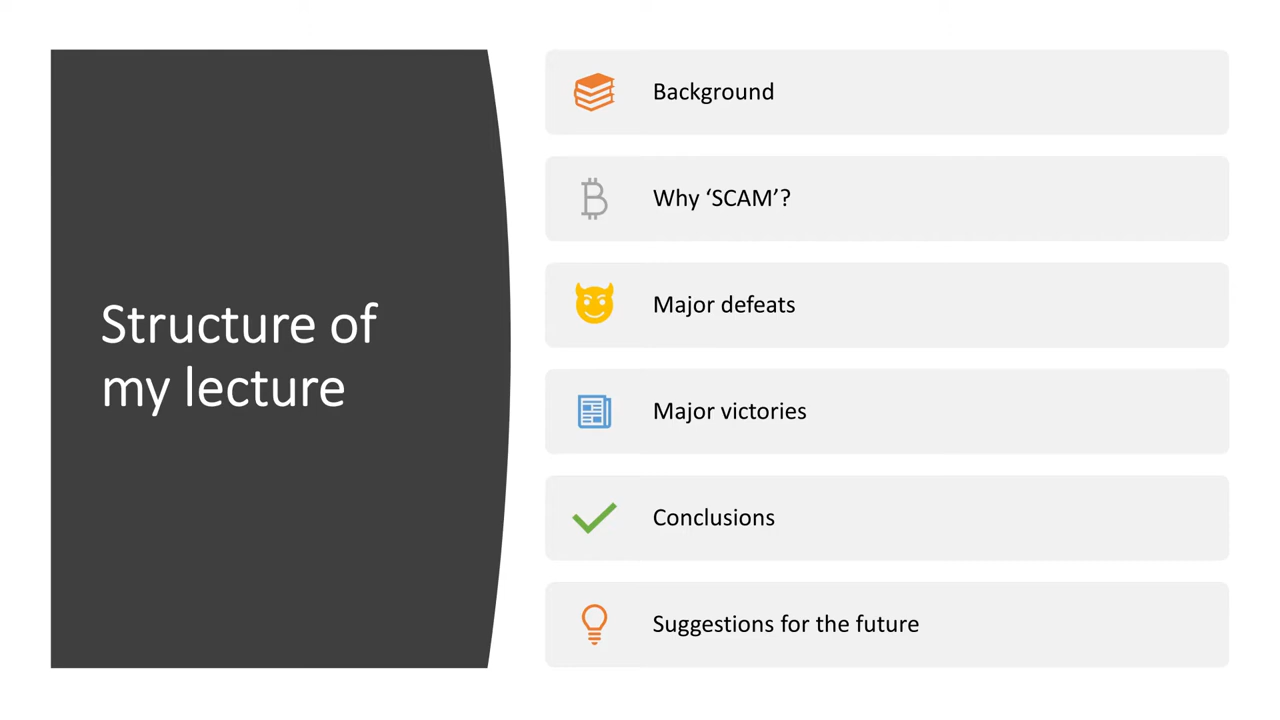 Structure of
my lecture
Background
Why ‘SCAM’?
Major defeats
Major victories
Conclusions
Suggestions for the future